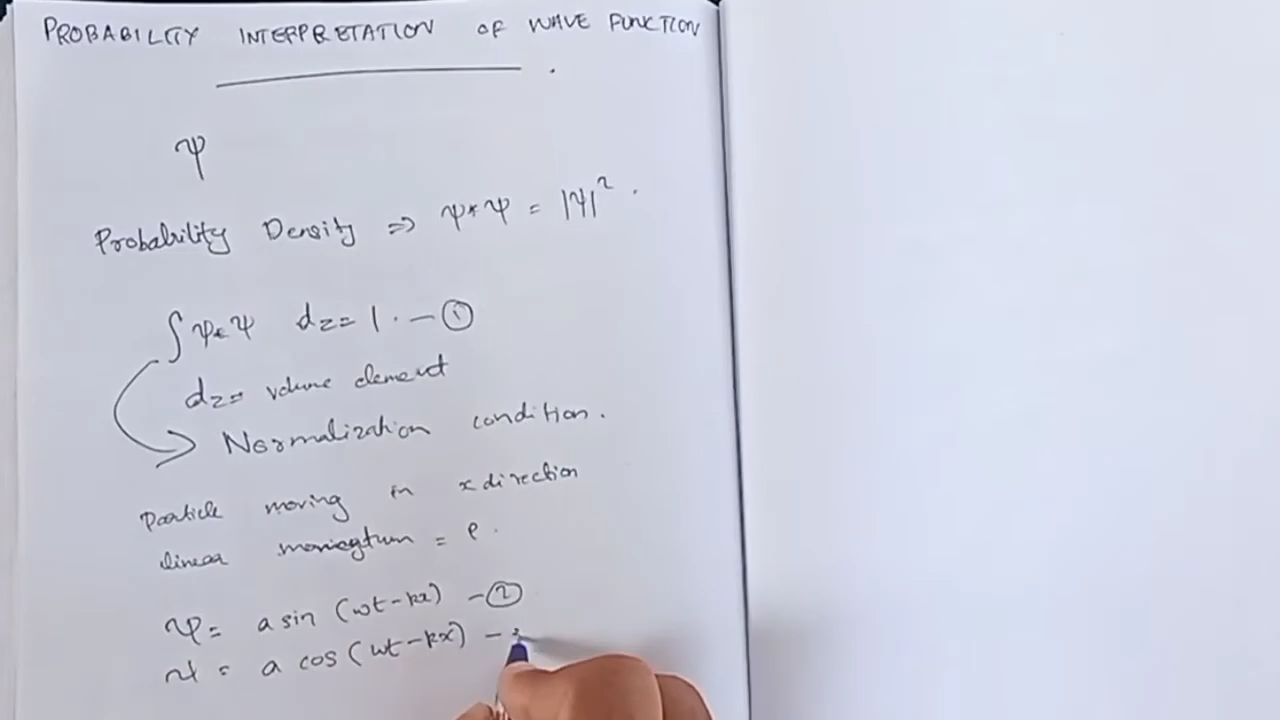 PROBABILITY INTERPRETATION OF WAVE FUNCTION
ψ
Probability Density ⇒ ψ*ψ = |ψ|² .
∫ψ*ψ dz = 1 . — ①
dz = volume element
Normalization condition.
Particle moving in x direction
linear momentum = p .
ψ = a sin (ωt – kx) – ②
ψ = a cos (ωt – kx) –